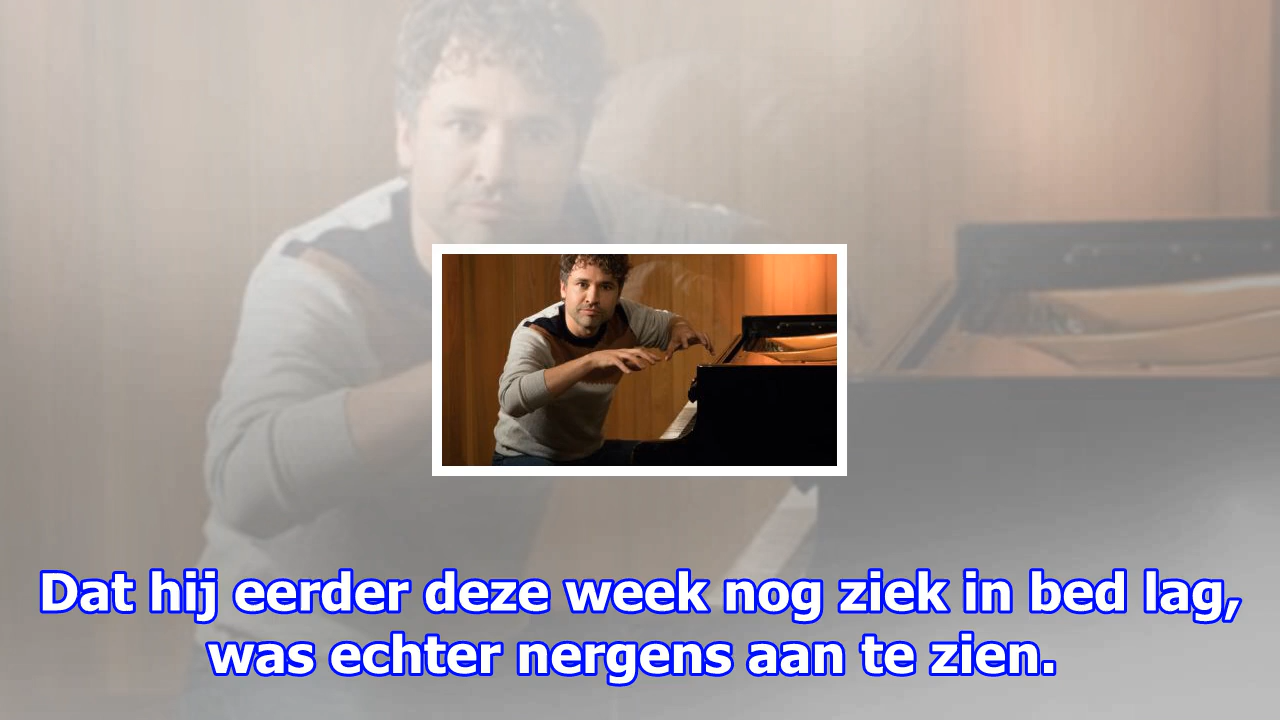 Dat hij eerder deze week nog ziek in bed lag,
was echter nergens aan te zien.